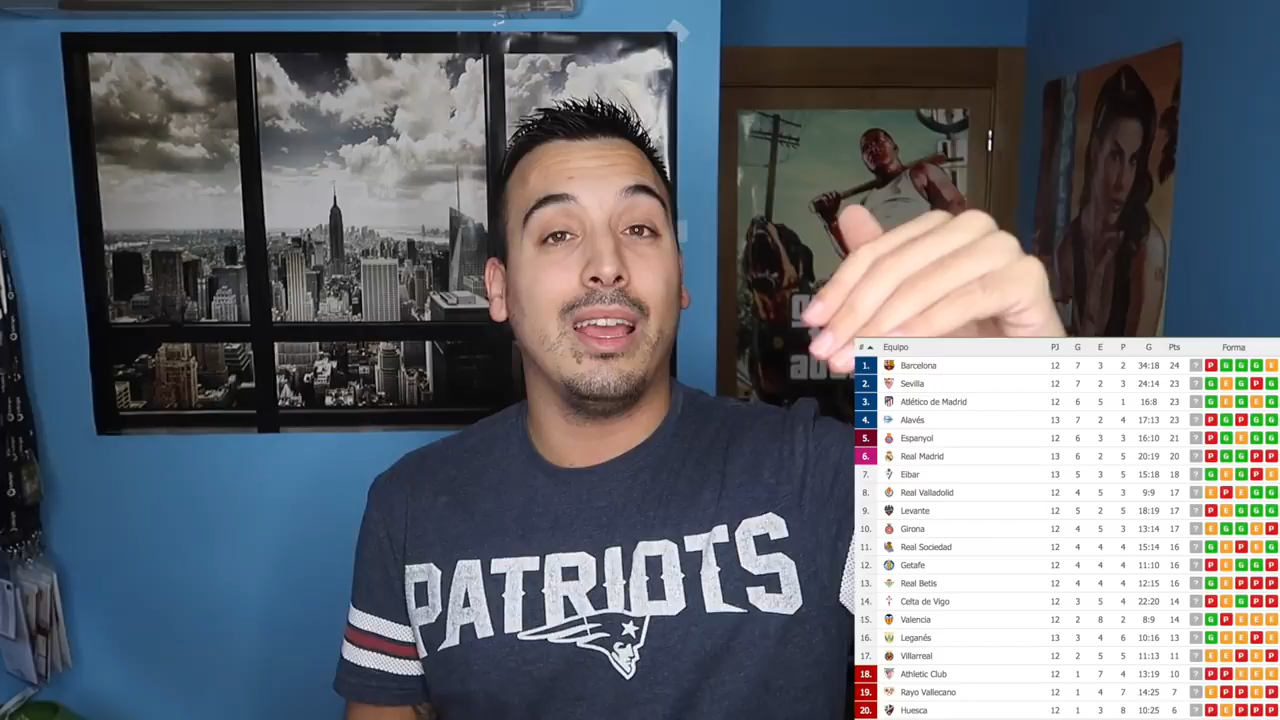 PATRIOTS
# Equipo PJ G E P G Pts Forma
1. Barcelona 12 7 3 2 34:18 24 ? P G G G E
2. Sevilla 12 7 2 3 24:14 23 ? G E G P G
3. Atlético de Madrid 12 6 5 1 16:8 23 ? G E G E G
4. Alavés 13 7 2 4 17:13 23 ? P G P G G
5. Espanyol 12 6 3 3 16:10 21 ? P G E G G
6. Real Madrid 13 6 2 5 20:19 20 ? P G G P P
7. Eibar 13 5 3 5 15:18 18 ? G E G P E
8. Real Valladolid 12 4 5 3 9:9 17 ? E P E G G
9. Levante 12 5 2 5 18:19 17 ? P E G G G
10. Girona 12 4 5 3 13:14 17 ? E G G E P
11. Real Sociedad 12 4 4 4 15:14 16 ? G E P E G
12. Getafe 12 4 4 4 11:10 16 ? P E G G P
13. Real Betis 12 4 4 4 12:15 16 ? G E P P P
14. Celta de Vigo 12 3 5 4 22:20 14 ? P E G P P
15. Valencia 12 2 8 2 8:9 14 ? G P E E E
16. Leganés 13 3 4 6 10:16 13 ? G E E P E
17. Villarreal 12 2 5 5 11:13 11 ? E E P E P
18. Athletic Club 12 1 7 4 13:19 10 ? P P E E E
19. Rayo Vallecano 12 1 4 7 14:25 7 ? E P P E P
20. Huesca 12 1 3 8 10:25 6 ? P E P P P